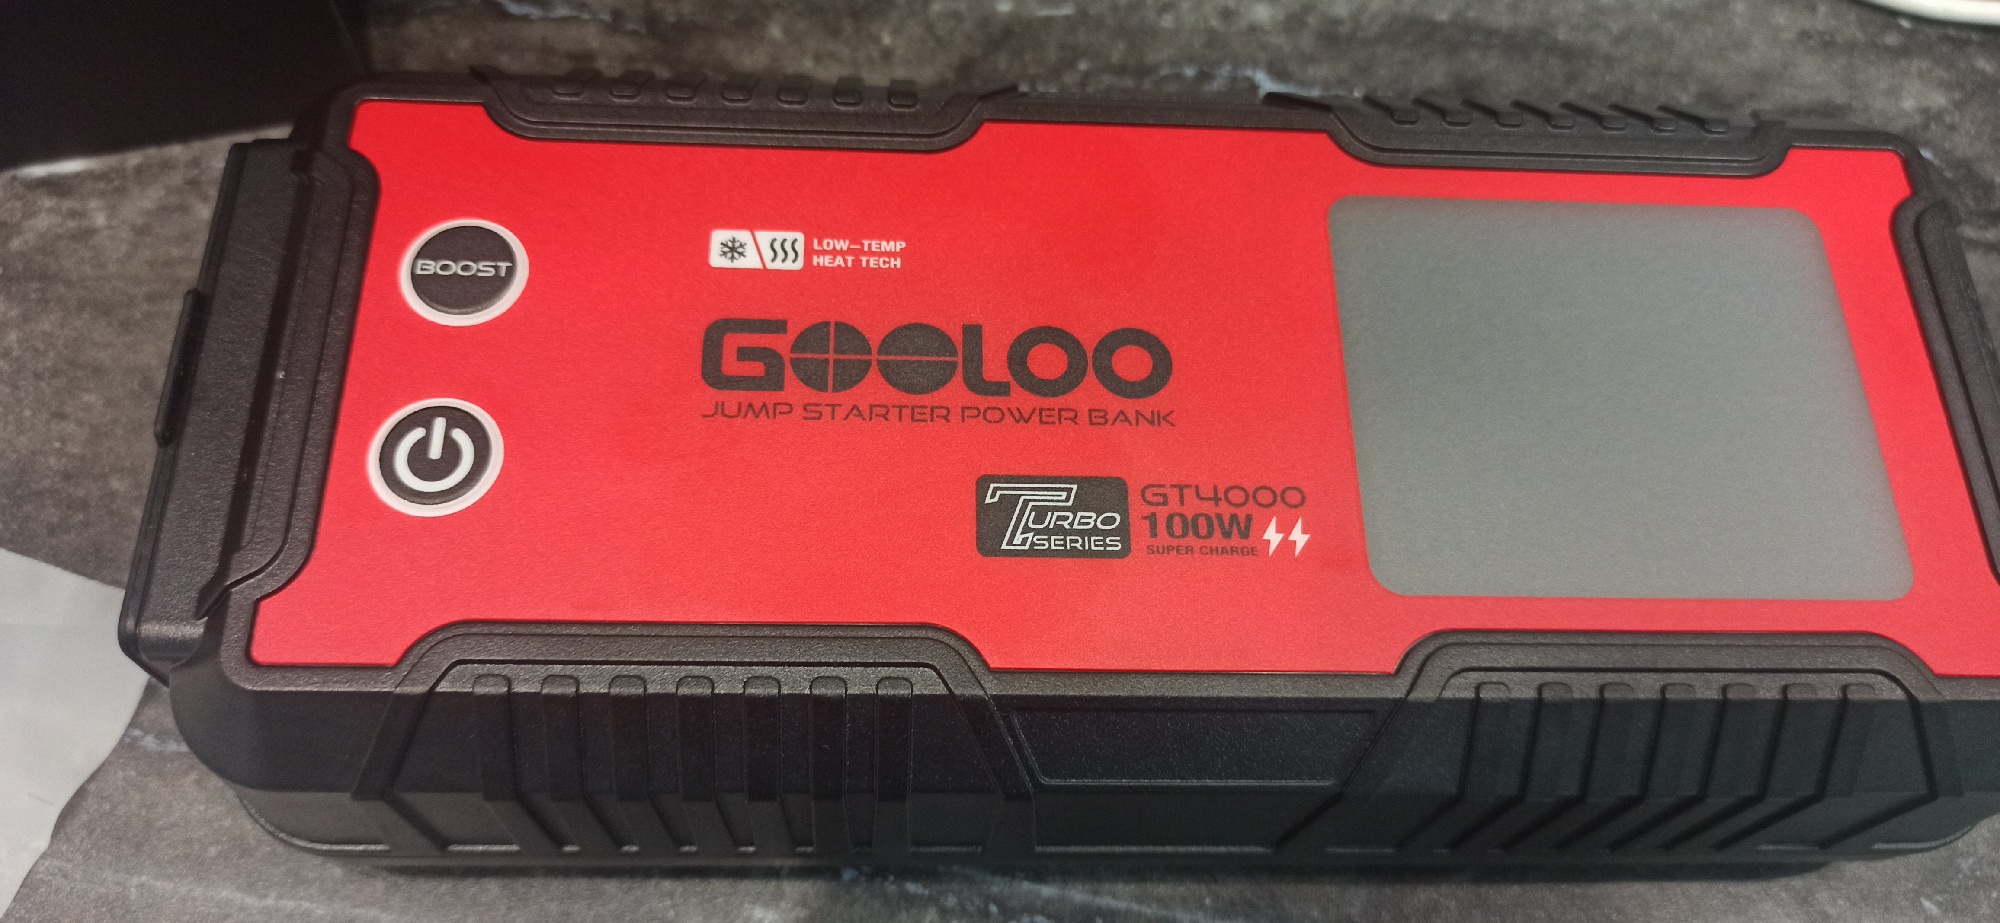 BOOST
LOW-TEMP
HEAT TECH
GOOLOO
JUMP STARTER POWER BANK
TURBO
SERIES
GT4000
100W
SUPER CHARGE